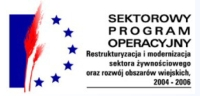 SEKTOROWY
PROGRAM
OPERACYJNY
Restrukturyzacja i modernizacja
sektora żywnościowego
oraz rozwój obszarów wiejskich,
2004 - 2006